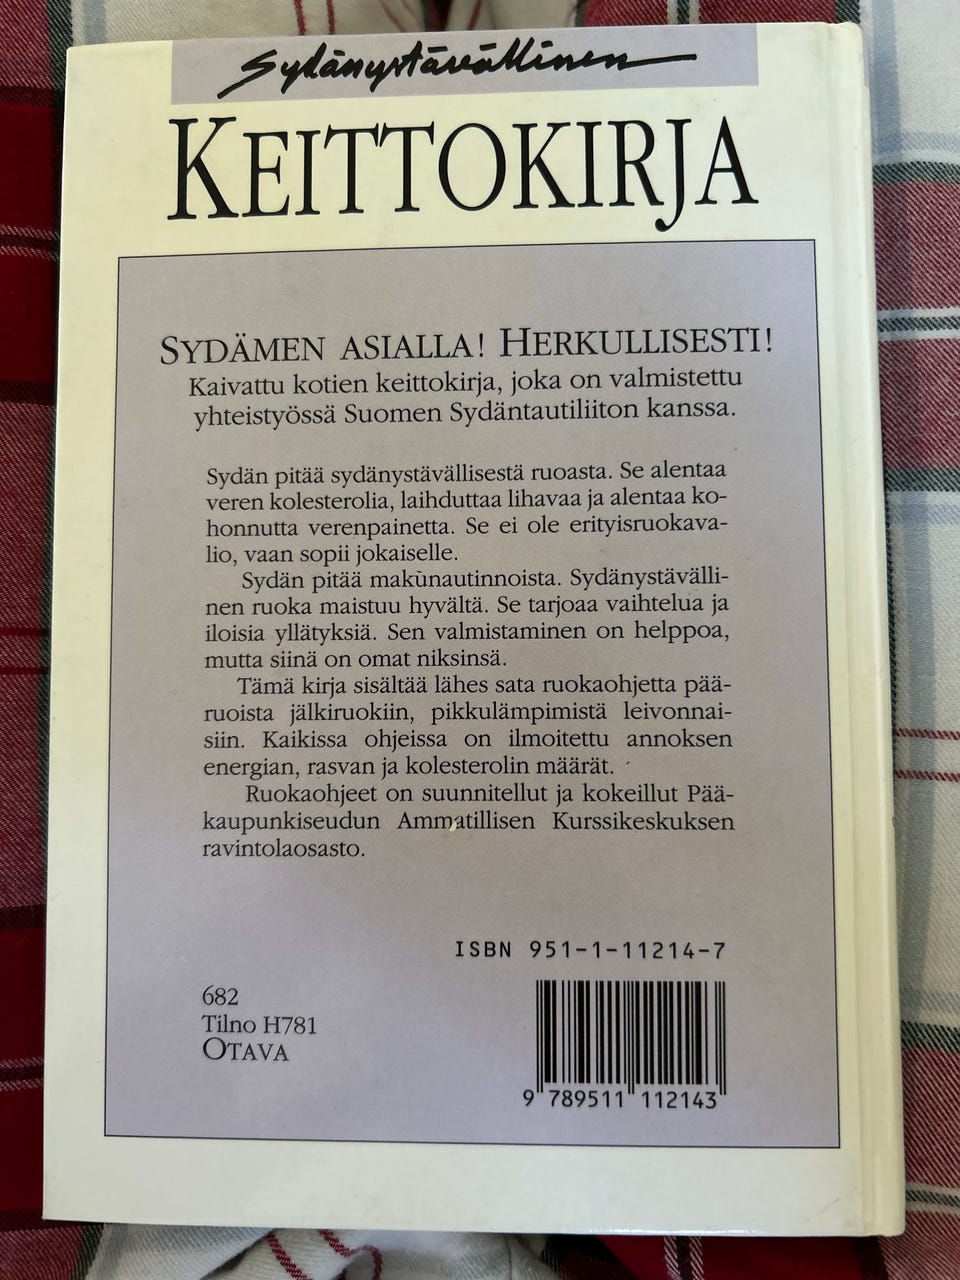 Sydänystävällinen
KEITTOKIRJA
SYDÄMEN ASIALLA! HERKULLISESTI!
Kaivattu kotien keittokirja, joka on valmistettu
yhteistyössä Suomen Sydäntautiliiton kanssa.
Sydän pitää sydänystävällisestä ruoasta. Se alentaa
veren kolesterolia, laihduttaa lihavaa ja alentaa ko-
honnutta verenpainetta. Se ei ole erityisruokava-
lio, vaan sopii jokaiselle.
Sydän pitää makunautinnoista. Sydänystävälli-
nen ruoka maistuu hyvältä. Se tarjoaa vaihtelua ja
iloisia yllätyksiä. Sen valmistaminen on helppoa,
mutta siinä on omat niksinsä.
Tämä kirja sisältää lähes sata ruokaohjetta pää-
ruoista jälkiruokiin, pikkulämpimistä leivonnai-
siin. Kaikissa ohjeissa on ilmoitettu annoksen
energian, rasvan ja kolesterolin määrät.
Ruokaohjeet on suunnitellut ja kokeillut Pää-
kaupunkiseudun Ammatillisen Kurssikeskuksen
ravintolaosasto.
ISBN 951-1-11214-7
682
Tilno H781
OTAVA
9 789511 112143